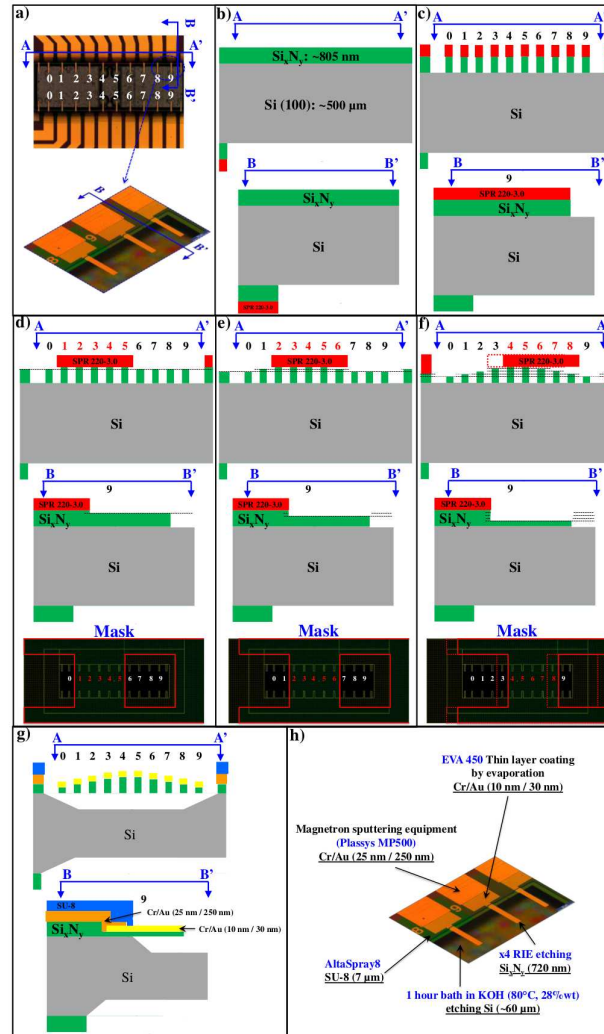 a)
B
A A'
0 1 2 3 4 5 6 7 8 9
0 1 2 3 4 5 6 7 8 9
B'
B
9
8
B'
b)
A A'
SixNy: ~805 nm
Si (100): ~500 µm
B B'
SixNy
Si
SPR 220-3.0
c)
A A'
0 1 2 3 4 5 6 7 8 9
Si
B B'
9
SPR 220-3.0
SixNy
Si
d)
A A'
0 1 2 3 4 5 6 7 8 9
SPR 220-3.0
Si
B B'
9
SPR 220-3.0
SixNy
Si
Mask
0 1 2 3 4 5 6 7 8 9
e)
A A'
0 1 2 3 4 5 6 7 8 9
SPR 220-3.0
Si
B B'
9
SPR 220-3.0
SixNy
Si
Mask
0 1 2 3 4 5 6 7 8 9
f)
A A'
0 1 2 3 4 5 6 7 8 9
SPR 220-3.0
Si
B B'
9
SPR 220-3.0
SixNy
Si
Mask
0 1 2 3 4 5 6 7 8 9
g)
A A'
0 1 2 3 4 5 6 7 8 9
Si
B B'
9
SU-8
Cr/Au (25 nm / 250 nm)
SixNy
Cr/Au (10 nm / 30 nm)
Si
h)
EVA 450 Thin layer coating
by evaporation
Cr/Au (10 nm / 30 nm)
Magnetron sputtering equipment
(Plassys MP500)
Cr/Au (25 nm / 250 nm)
9
8
AltaSpray8
SU-8 (7 µm)
x4 RIE etching
SixNy (720 nm)
1 hour bath in KOH (80°C, 28%wt)
etching Si (~60 µm)